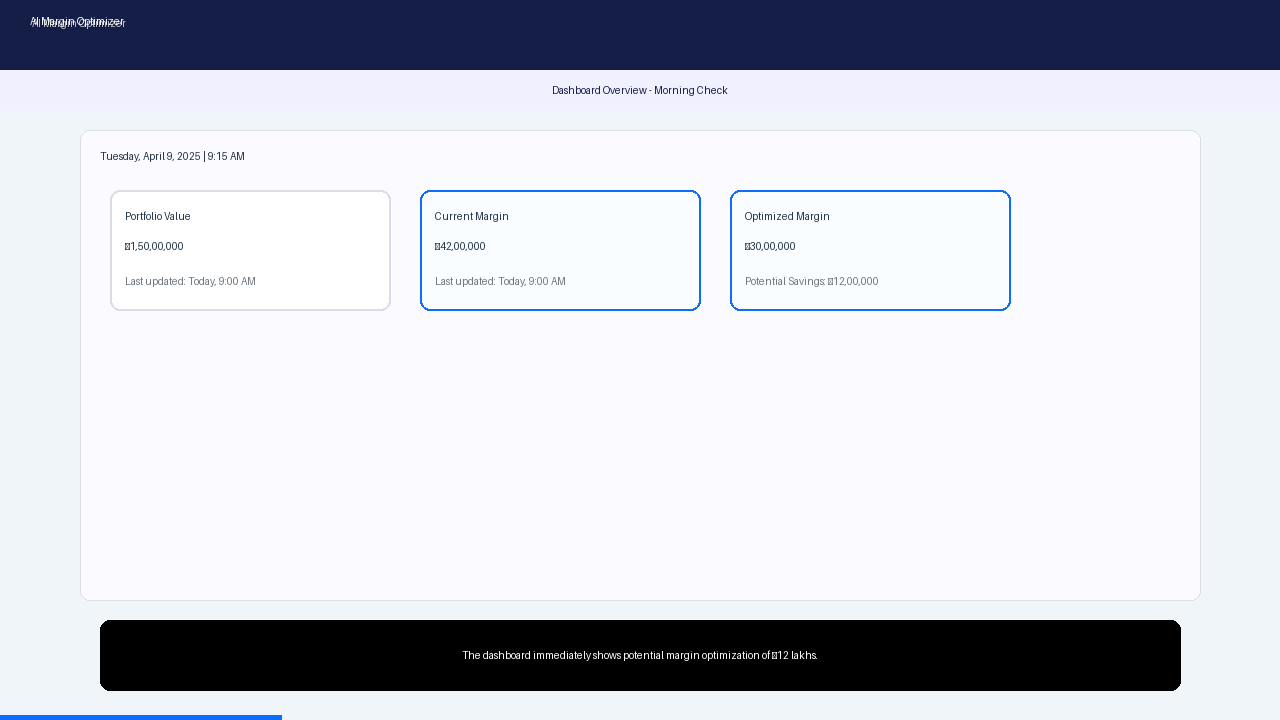 AI Margin Optimizer
Dashboard Overview - Morning Check
Tuesday, April 9, 2025 | 9:15 AM
Portfolio Value
▯1,50,00,000
Last updated: Today, 9:00 AM
Current Margin
▯42,00,000
Last updated: Today, 9:00 AM
Optimized Margin
▯30,00,000
Potential Savings: ▯12,00,000
The dashboard immediately shows potential margin optimization of ▯12 lakhs.